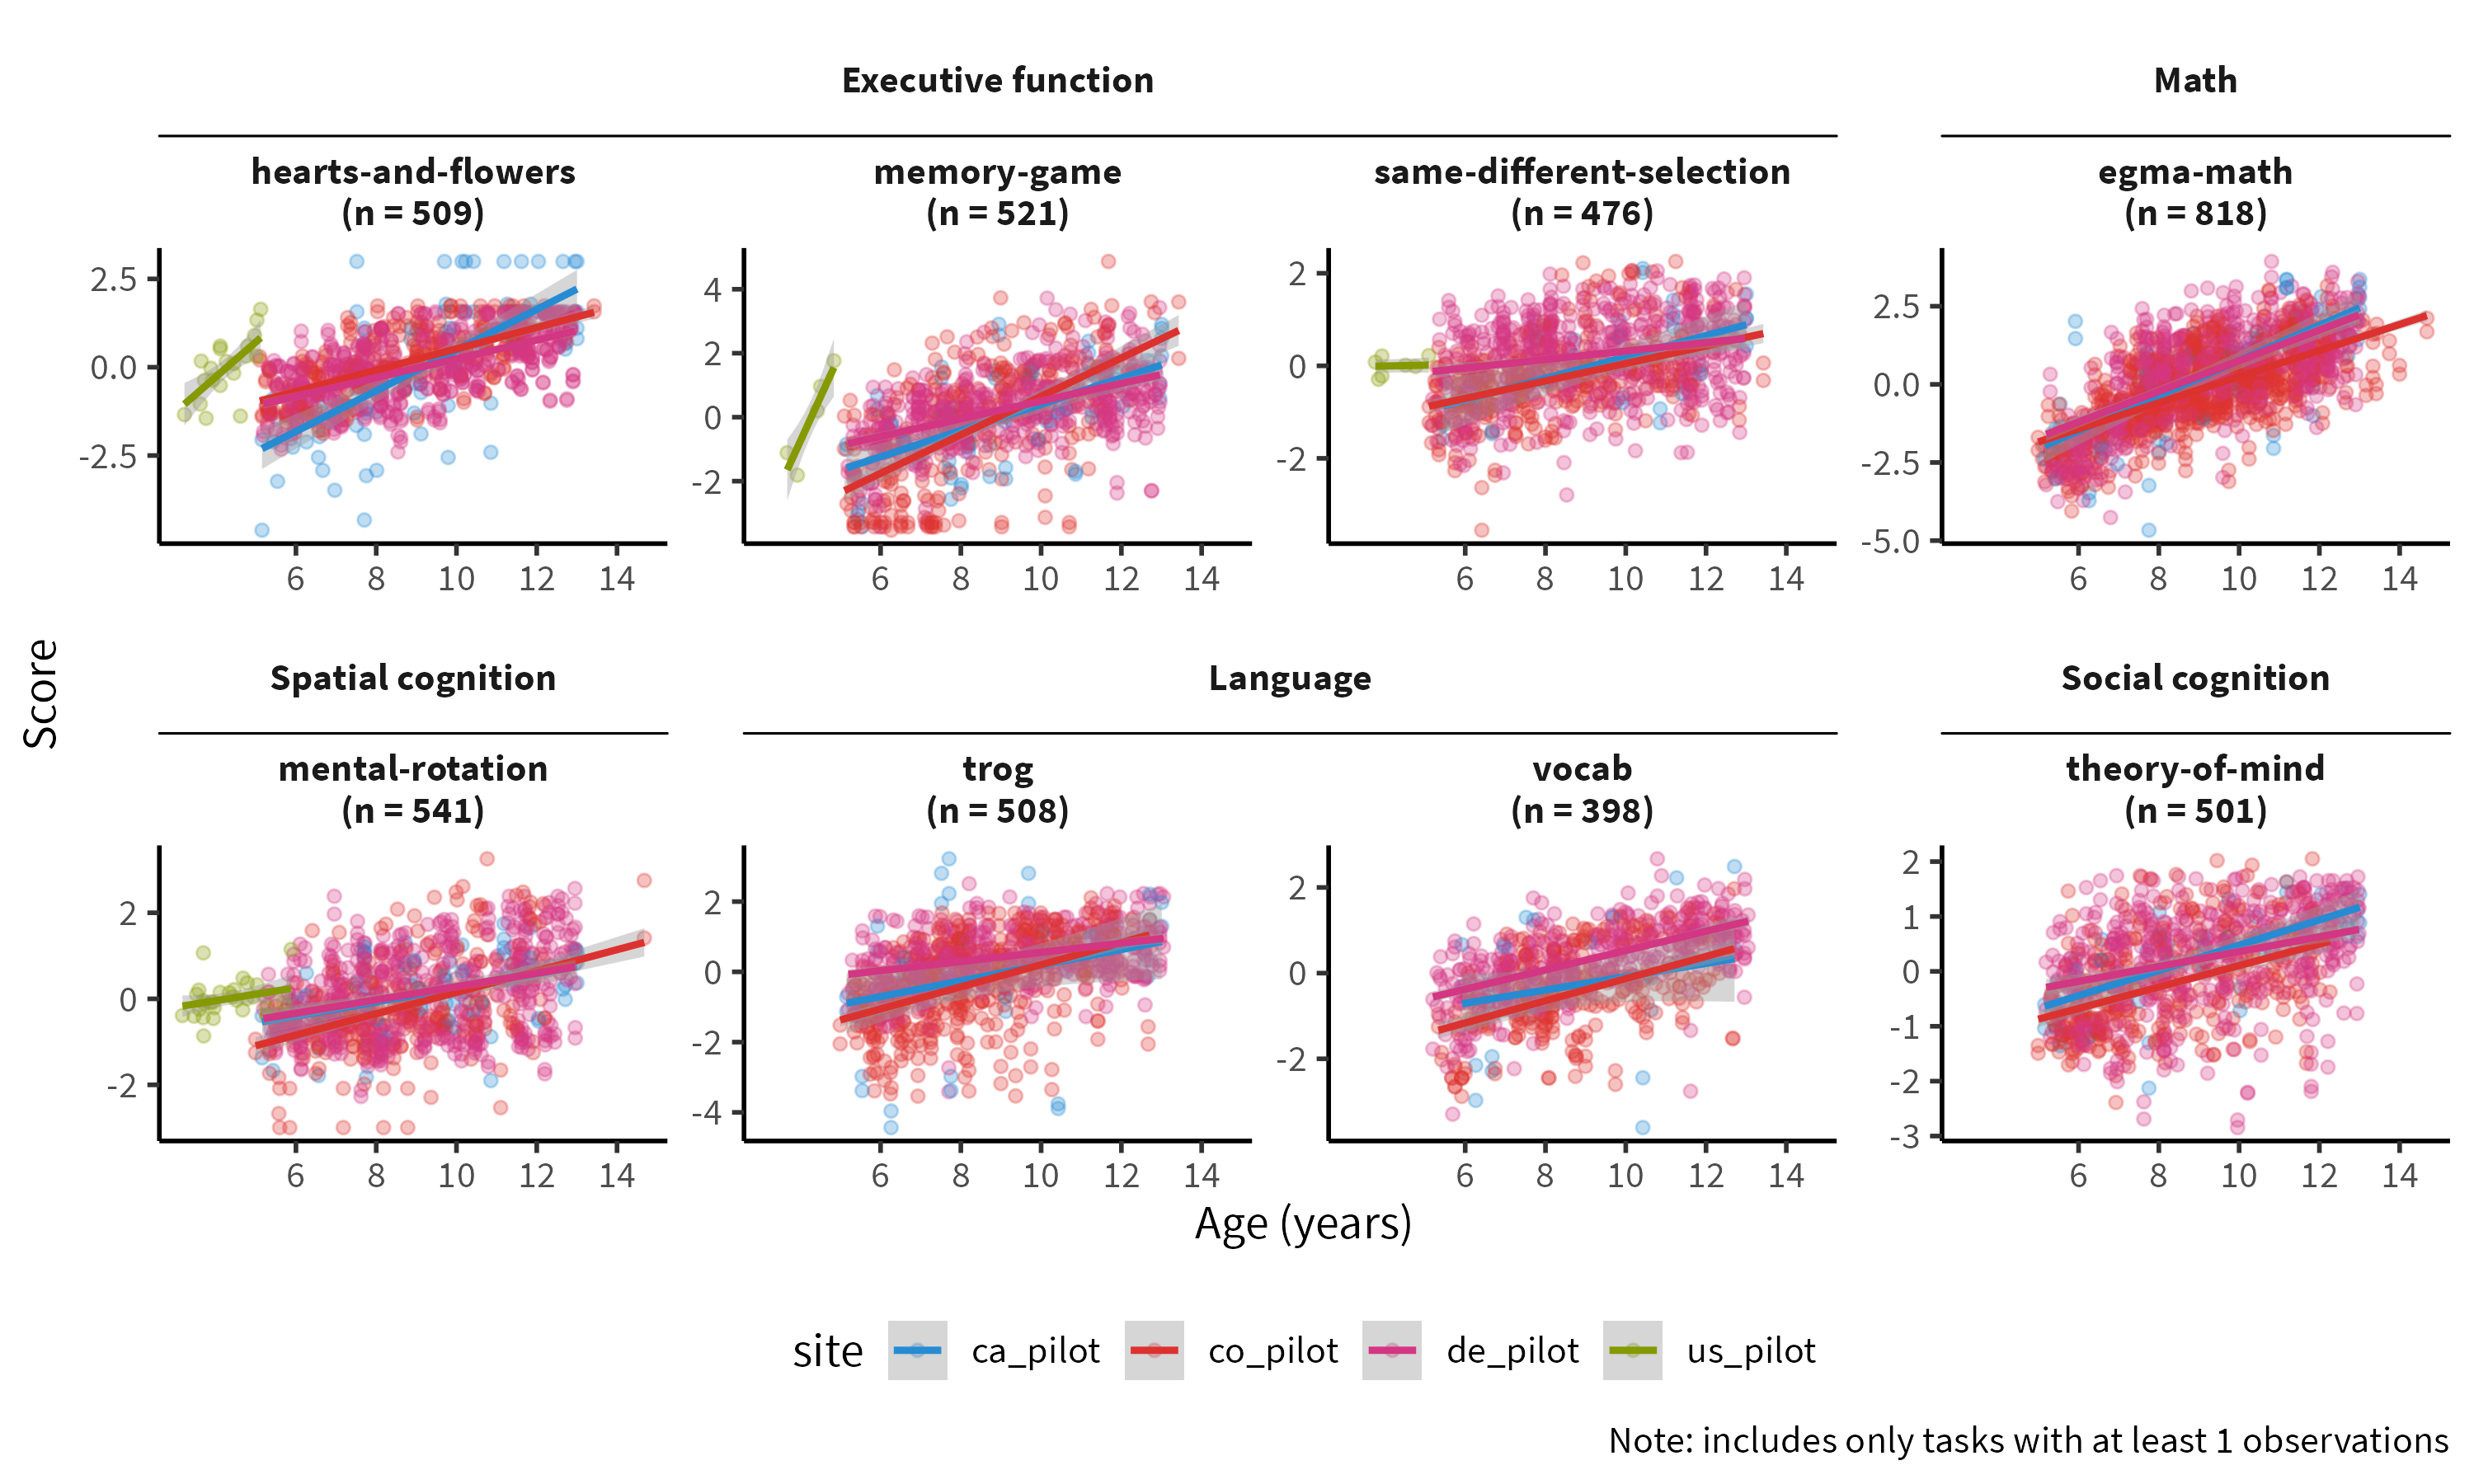 Executive function
Math
hearts-and-flowers
(n = 509)
memory-game
(n = 521)
same-different-selection
(n = 476)
egma-math
(n = 818)
2.5
0.0
-2.5
6 8 10 12 14
4
2
0
-2
6 8 10 12 14
2
0
-2
6 8 10 12 14
2.5
0.0
-2.5
-5.0
6 8 10 12 14
Score
Spatial cognition
Language
Social cognition
mental-rotation
(n = 541)
trog
(n = 508)
vocab
(n = 398)
theory-of-mind
(n = 501)
2
0
-2
6 8 10 12 14
2
0
-2
-4
6 8 10 12 14
2
0
-2
6 8 10 12 14
2
1
0
-1
-2
-3
6 8 10 12 14
Age (years)
site ca_pilot co_pilot de_pilot us_pilot
Note: includes only tasks with at least 1 observations